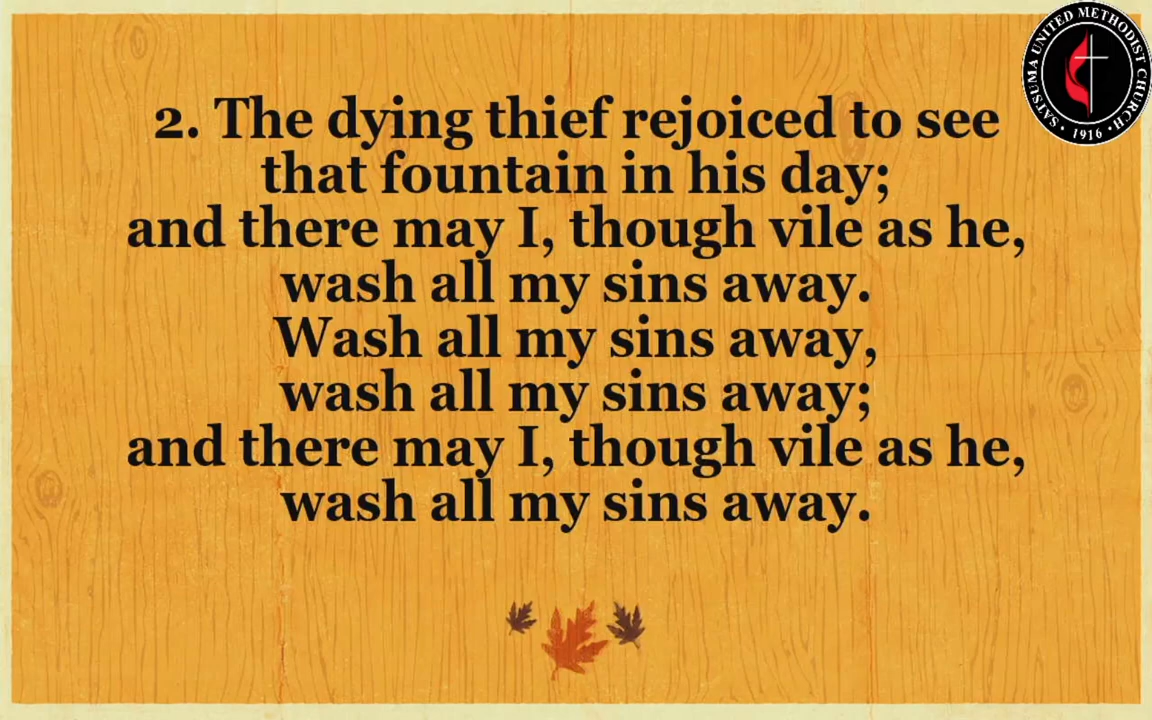 2. The dying thief rejoiced to see
that fountain in his day;
and there may I, though vile as he,
wash all my sins away.
Wash all my sins away,
wash all my sins away;
and there may I, though vile as he,
wash all my sins away.
SATSUMA UNITED METHODIST CHURCH
• 1916 •